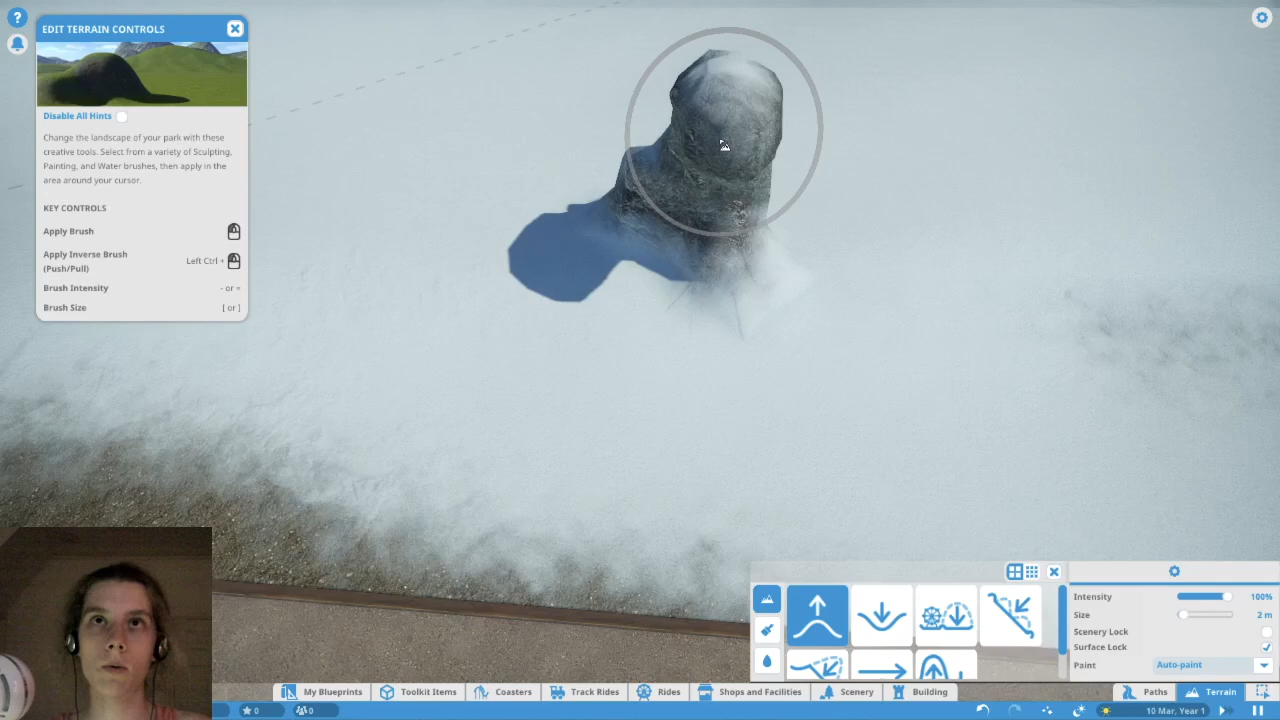 ?
EDIT TERRAIN CONTROLS
Disable All Hints
Change the landscape of your park with these
creative tools. Select from a variety of Sculpting,
Painting, and Water brushes, then apply in the
area around your cursor.
KEY CONTROLS
Apply Brush
Apply Inverse Brush
(Push/Pull)
Left Ctrl +
Brush Intensity - or =
Brush Size [ or ]
Intensity 100%
Size 2 m
Scenery Lock
Surface Lock
Paint Auto-paint
My Blueprints Toolkit Items Coasters Track Rides Rides Shops and Facilities Scenery Building Paths Terrain
0 0 10 Mar, Year 1